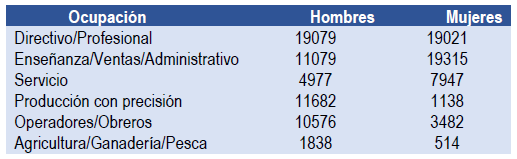 Ocupación Hombres Mujeres
Directivo/Profesional 19079 19021
Enseñanza/Ventas/Administrativo 11079 19315
Servicio 4977 7947
Producción con precisión 11682 1138
Operadores/Obreros 10576 3482
Agricultura/Ganadería/Pesca 1838 514